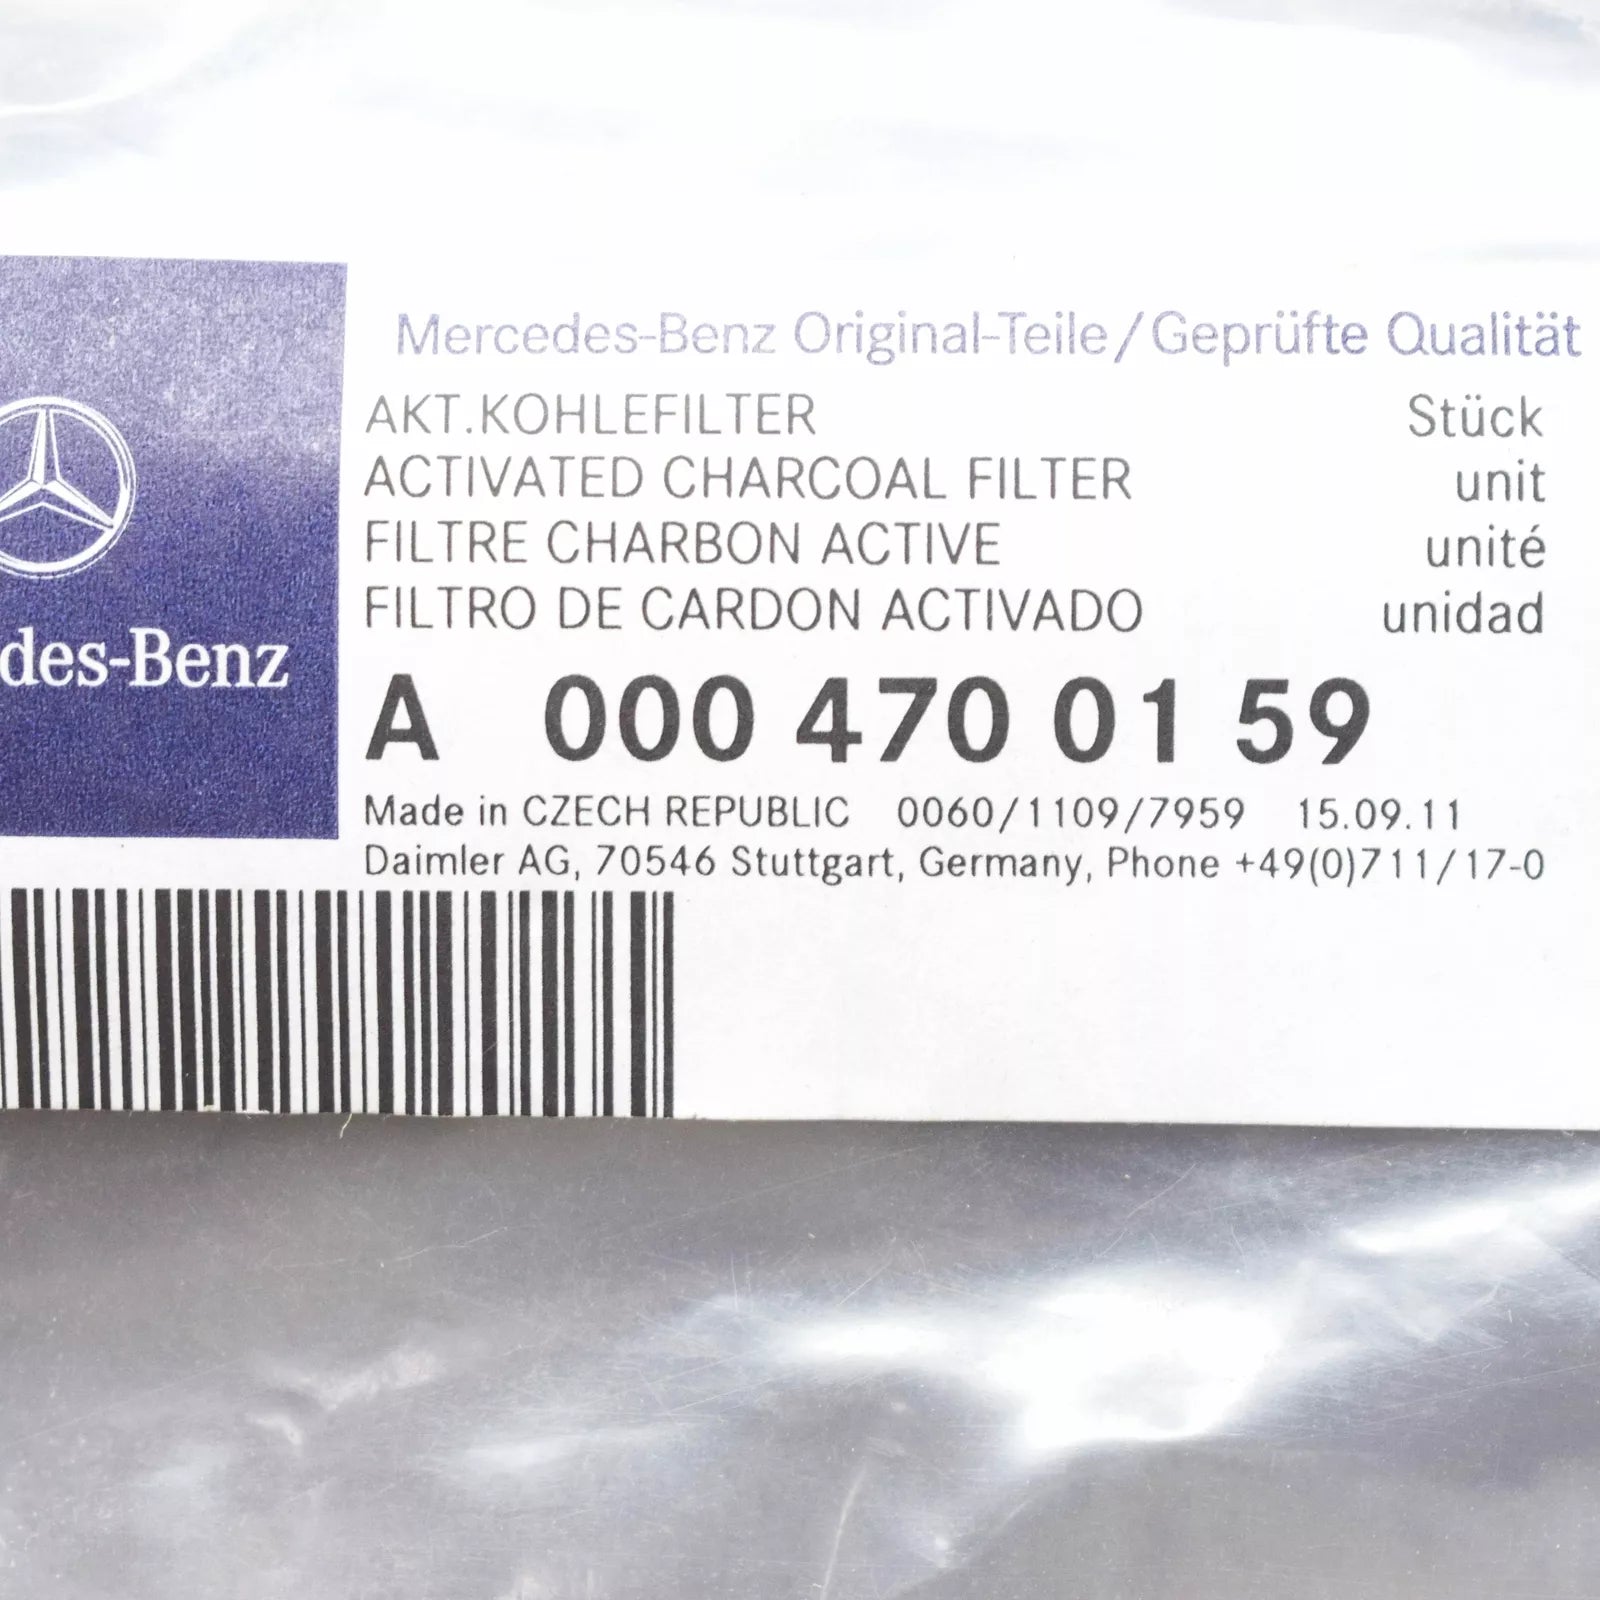 Mercedes-Benz Original-Teile/Geprüfte Qualität
AKT.KOHLEFILTER Stück
ACTIVATED CHARCOAL FILTER unit
FILTRE CHARBON ACTIVE unité
FILTRO DE CARDON ACTIVADO unidad
des-Benz
A 000 470 01 59
Made in CZECH REPUBLIC 0060/1109/7959 15.09.11
Daimler AG, 70546 Stuttgart, Germany, Phone +49(0)711/17-0